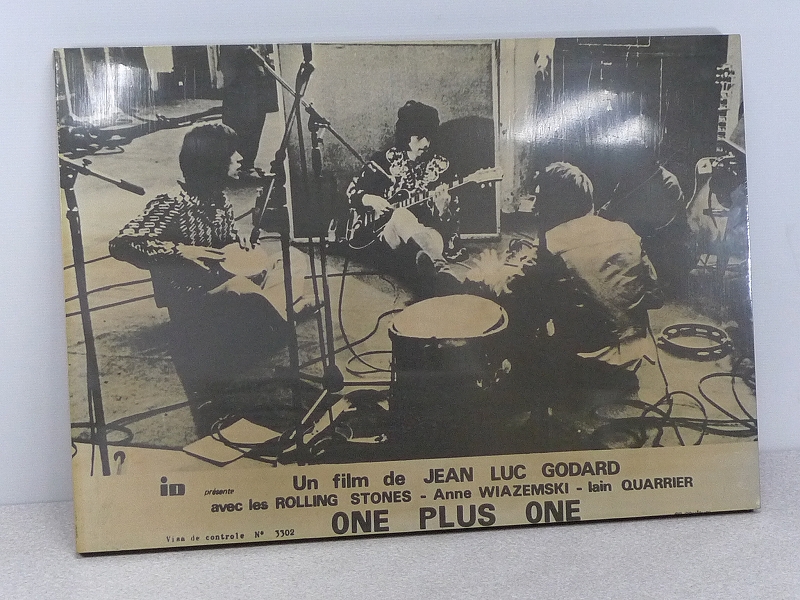 in présente Un film de JEAN LUC GODARD
avec les ROLLING STONES - Anne WIAZEMSKI - Iain QUARRIER
ONE PLUS ONE
Visa de controle N° 3302